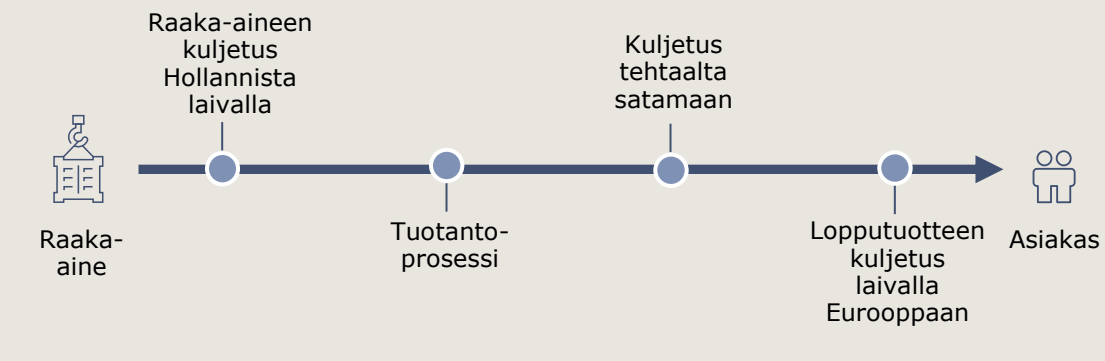 Raaka-aineen
kuljetus
Hollannista
laivalla
Kuljetus
tehtaalta
satamaan
Raaka-
aine
Tuotanto-
prosessi
Lopputuotteen
kuljetus
laivalla
Eurooppaan
Asiakas